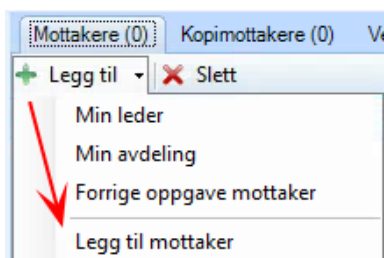 Mottakere (0) Kopimottakere (0) Ve
Legg til Slett
Min leder
Min avdeling
Forrige oppgave mottaker
Legg til mottaker